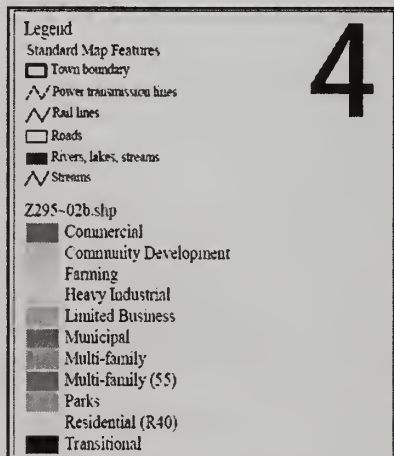 Legend
4
Standard Map Features
Town boundary
Power transmission lines
Rail lines
Roads
Rivers, lakes, streams
Streams
Z295-02b.shp
Commercial
Community Development
Farming
Heavy Industrial
Limited Business
Municipal
Multi-family
Multi-family (55)
Parks
Residential (R40)
Transitional